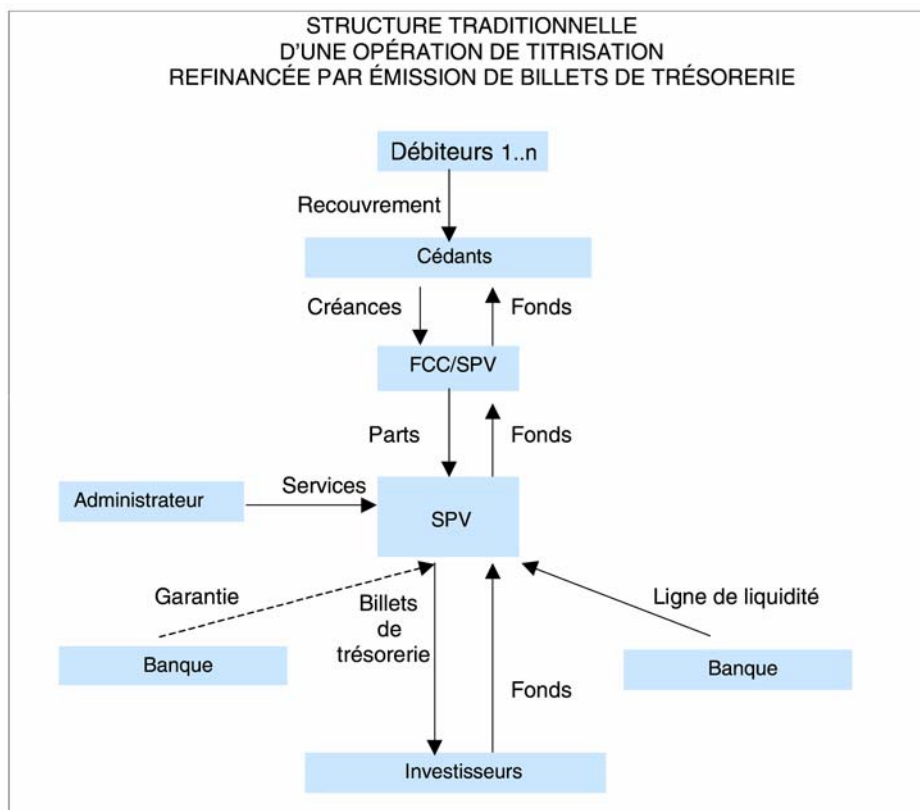 STRUCTURE TRADITIONNELLE
D'UNE OPÉRATION DE TITRISATION
REFINANCÉE PAR ÉMISSION DE BILLETS DE TRÉSORERIE
Débiteurs 1..n
Recouvrement
Cédants
Créances
Fonds
FCC/SPV
Parts
Fonds
Administrateur
Services
SPV
Garantie
Billets
de
trésorerie
Ligne de liquidité
Banque
Banque
Fonds
Investisseurs